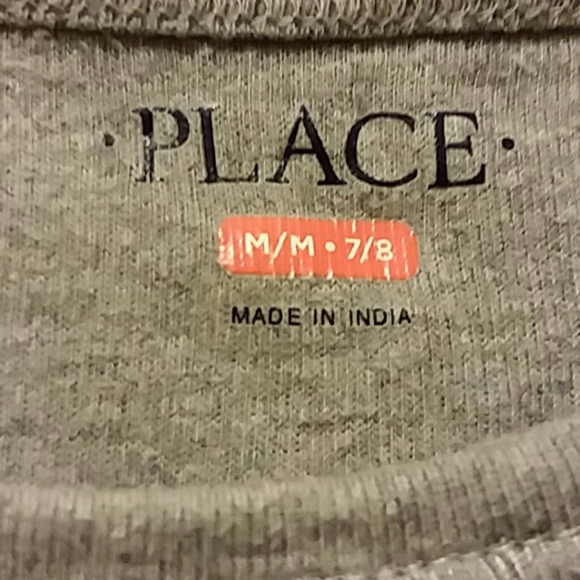 · PLACE ·
M/M • 7/8
MADE IN INDIA